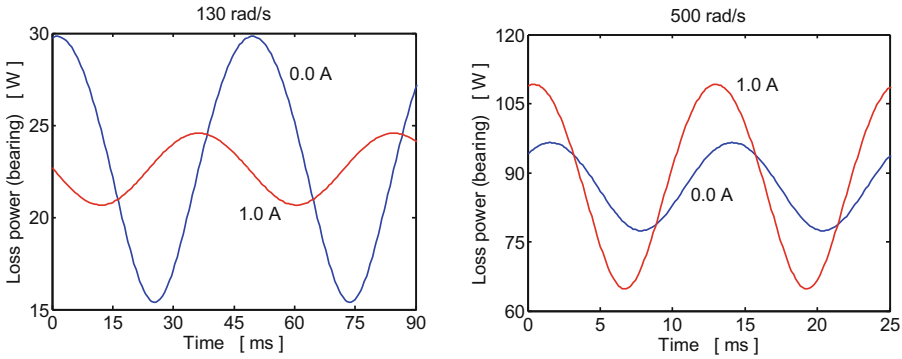 130 rad/s
Loss power (bearing) [ W ]
30
25
20
15
0.0 A
1.0 A
0 15 30 45 60 75 90
Time [ ms ]
500 rad/s
Loss power (bearing) [ W ]
120
105
90
75
60
1.0 A
0.0 A
0 5 10 15 20 25
Time [ ms ]